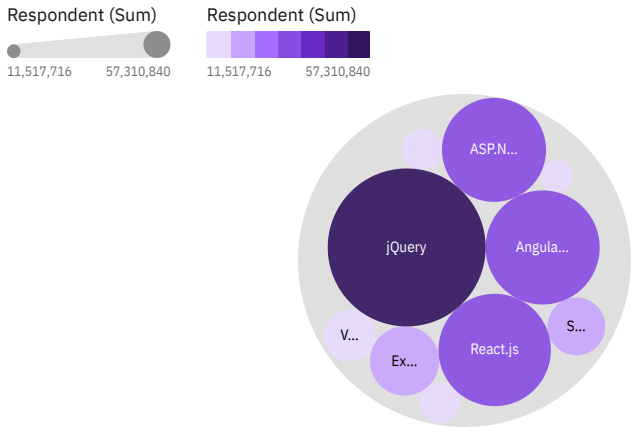 Respondent (Sum)
11,517,716 57,310,840
Respondent (Sum)
11,517,716 57,310,840
ASP.N...
jQuery
Angula...
S...
V...
React.js
Ex...